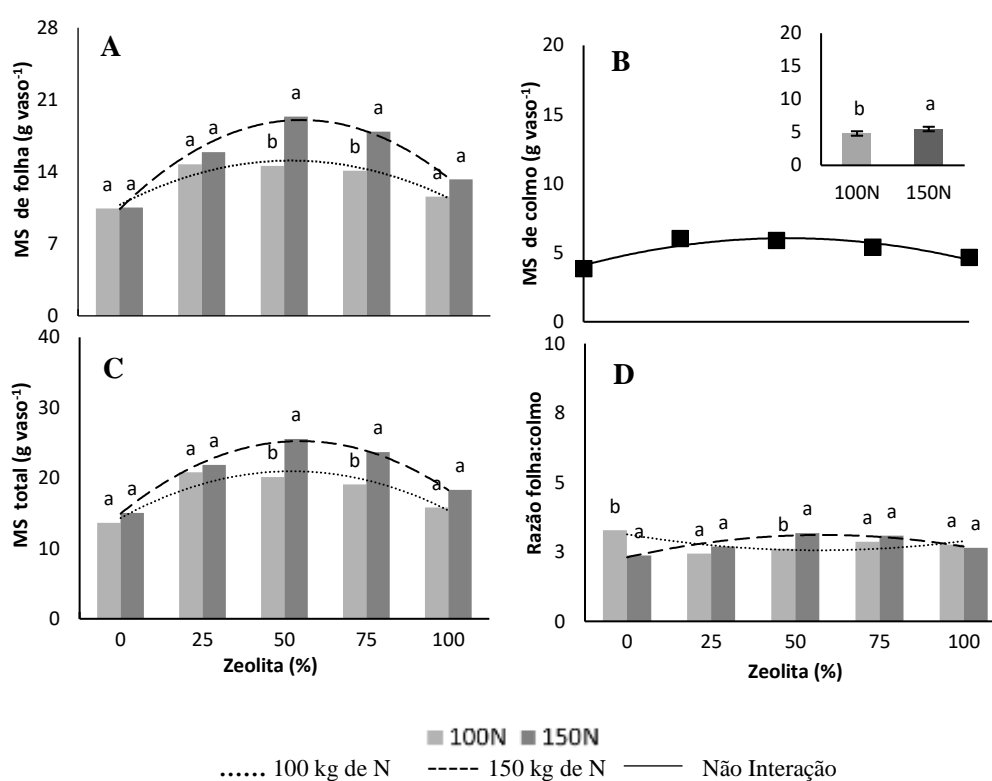 A
MS de folha (g vaso⁻¹)
28
21
14
7
0
a a
a a
b a
b a
a a
B
MS de colmo (g vaso⁻¹)
20
15
10
5
0
20
15
10
5
0
b a
100N 150N
C
MS total (g vaso⁻¹)
40
30
20
10
0
a a
a a
b a
b a
a a
0 25 50 75 100
Zeolita (%)
D
Razão folha:colmo
10
8
5
3
0
b a
a a
b a
a a
a a
0 25 50 75 100
Zeolita (%)
100N 150N
100 kg de N 150 kg de N Não Interação